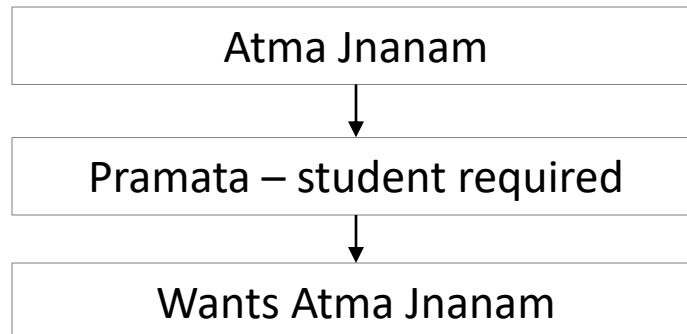 Atma Jnanam
Pramata – student required
Wants Atma Jnanam